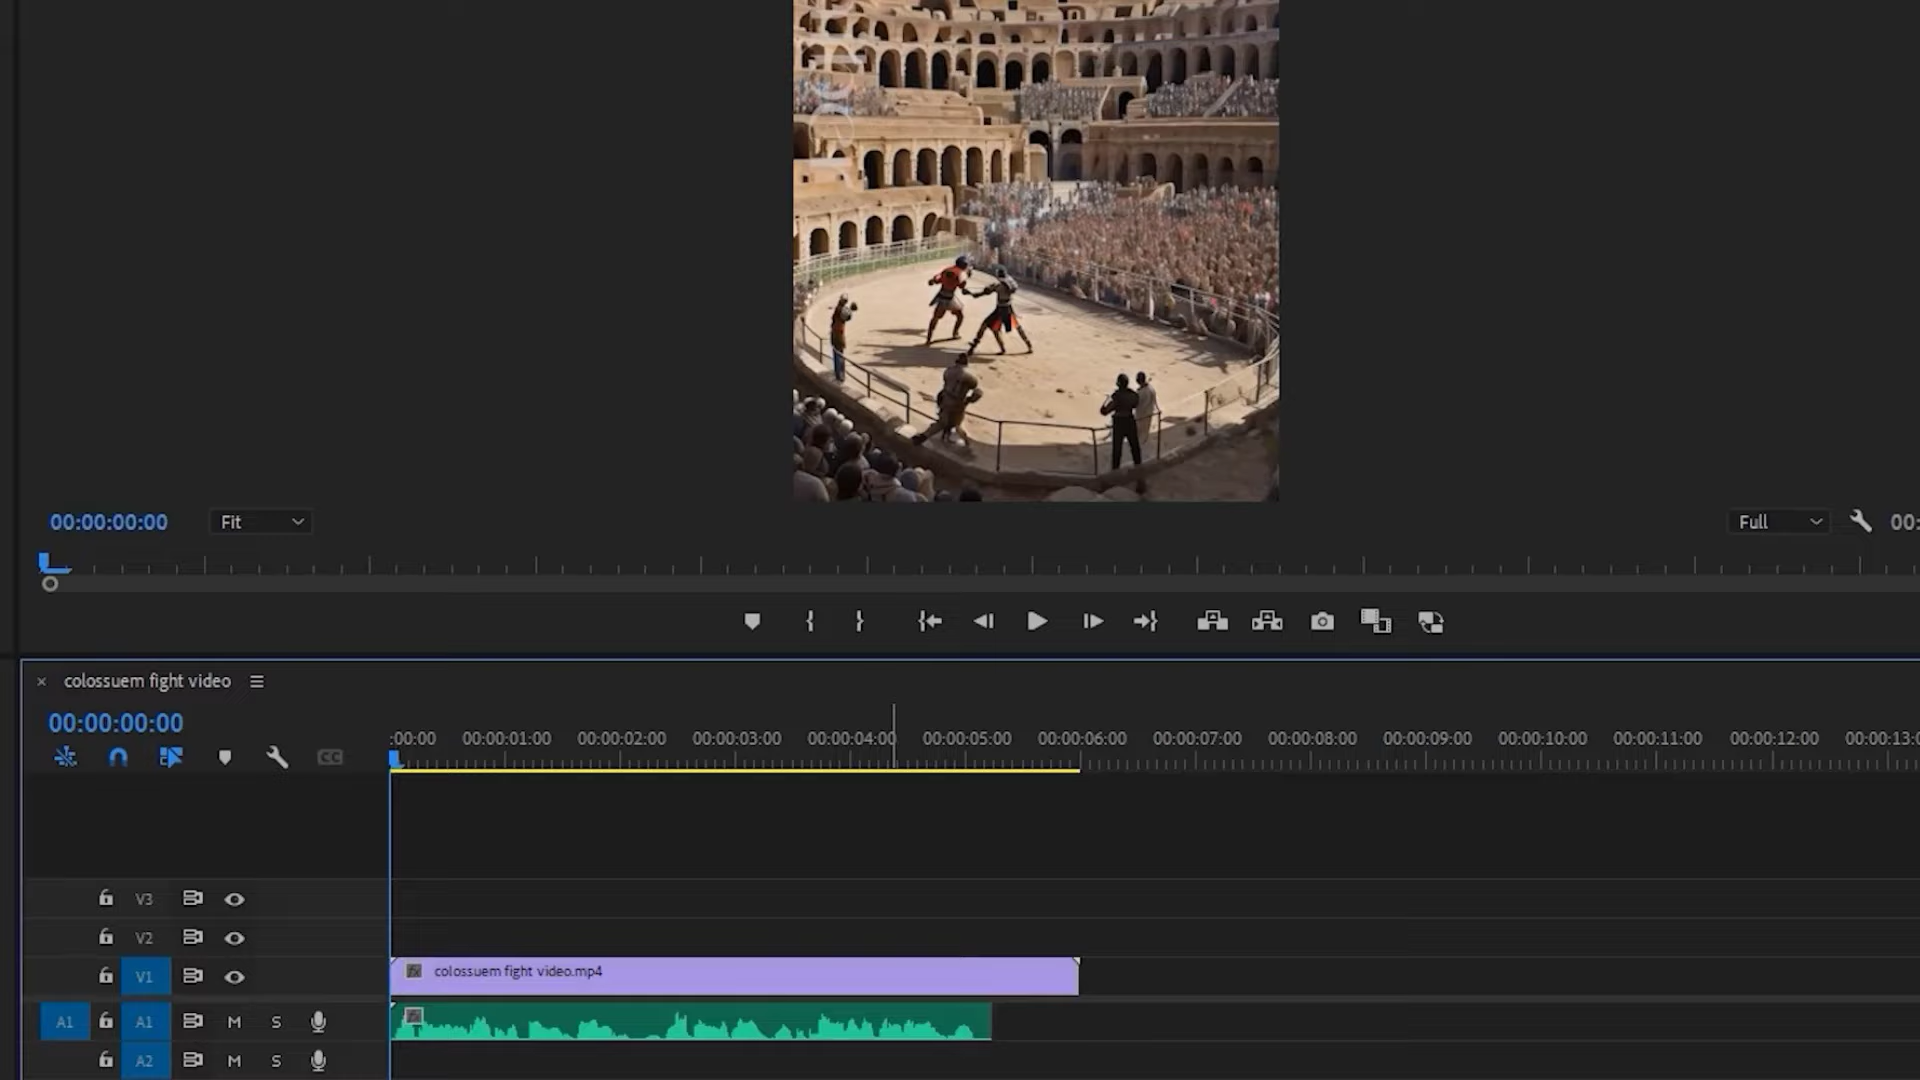 00:00:00:00
Fit
Full
00:
× colossuem fight video
00:00:00:00
:00:00 00:00:01:00 00:00:02:00 00:00:03:00 00:00:04:00 00:00:05:00 00:00:06:00 00:00:07:00 00:00:08:00 00:00:09:00 00:00:10:00 00:00:11:00 00:00:12:00 00:00:13:0
CC
V3
V2
V1
fx colossuem fight video.mp4
A1 A1 M S
A2 M S